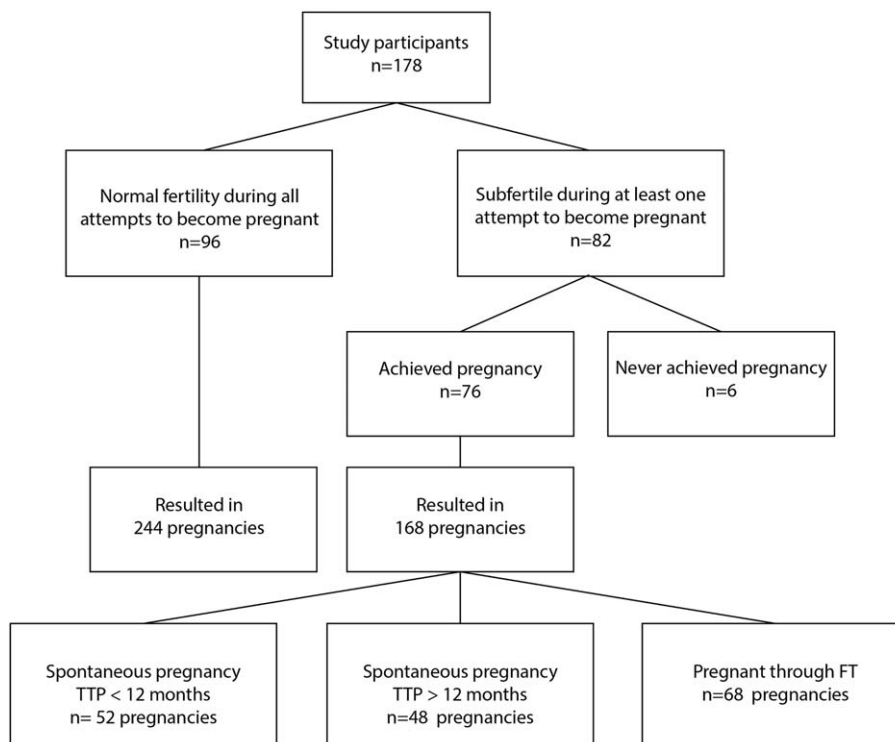 Study participants
n=178
Normal fertility during all
attempts to become pregnant
n=96
Subfertile during at least one
attempt to become pregnant
n=82
Achieved pregnancy
n=76
Never achieved pregnancy
n=6
Resulted in
244 pregnancies
Resulted in
168 pregnancies
Spontaneous pregnancy
TTP < 12 months
n= 52 pregnancies
Spontaneous pregnancy
TTP > 12 months
n=48 pregnancies
Pregnant through FT
n=68 pregnancies